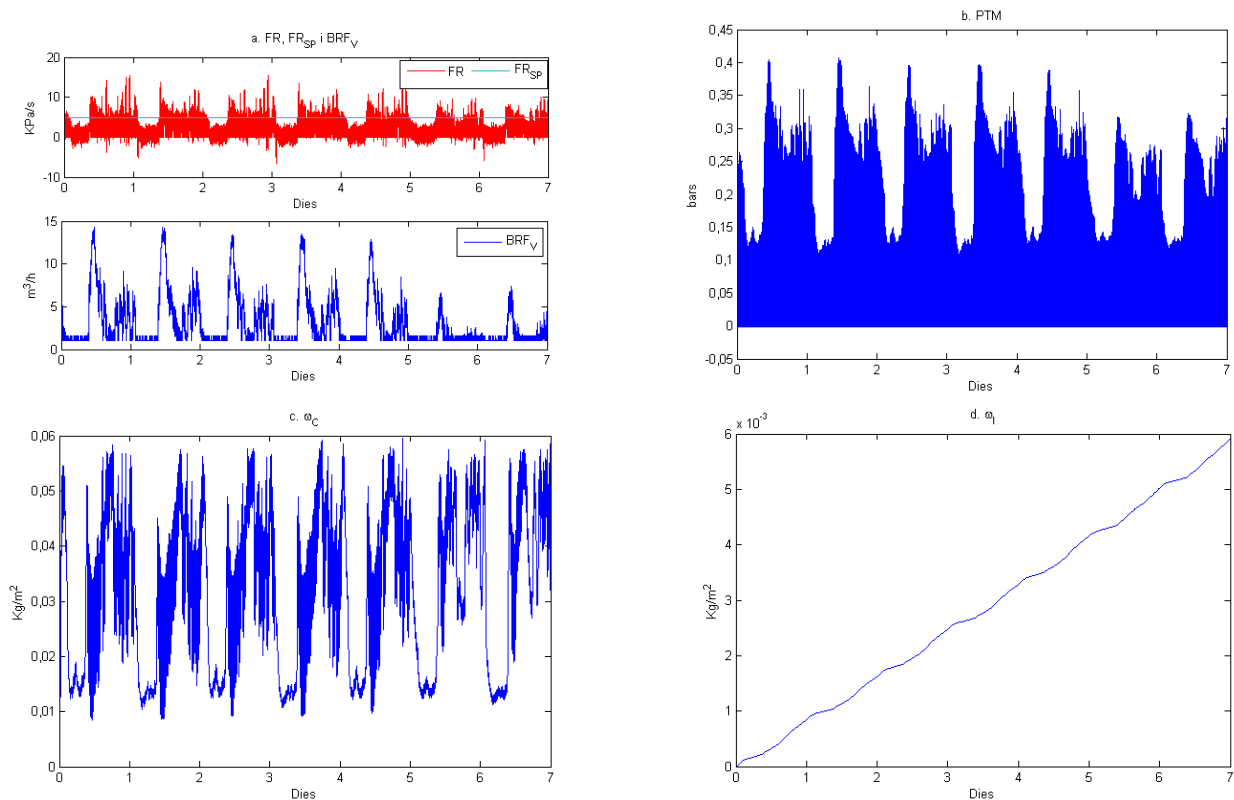 a. FR, FR_SP i BRF_V
20
10
0
-10
KPa/s
FR
FR_SP
0 1 2 3 4 5 6 7
Dies
15
10
5
0
m³/h
BRF_V
0 1 2 3 4 5 6 7
Dies
b. PTM
0,45
0,4
0,35
0,3
0,25
0,2
0,15
0,1
0,05
0
-0,05
bars
0 1 2 3 4 5 6 7
Dies
c. ω_C
0,06
0,05
0,04
0,03
0,02
0,01
0
Kg/m²
0 1 2 3 4 5 6 7
Dies
d. ω_I
x 10⁻³
6
5
4
3
2
1
0
Kg/m²
0 1 2 3 4 5 6 7
Dies